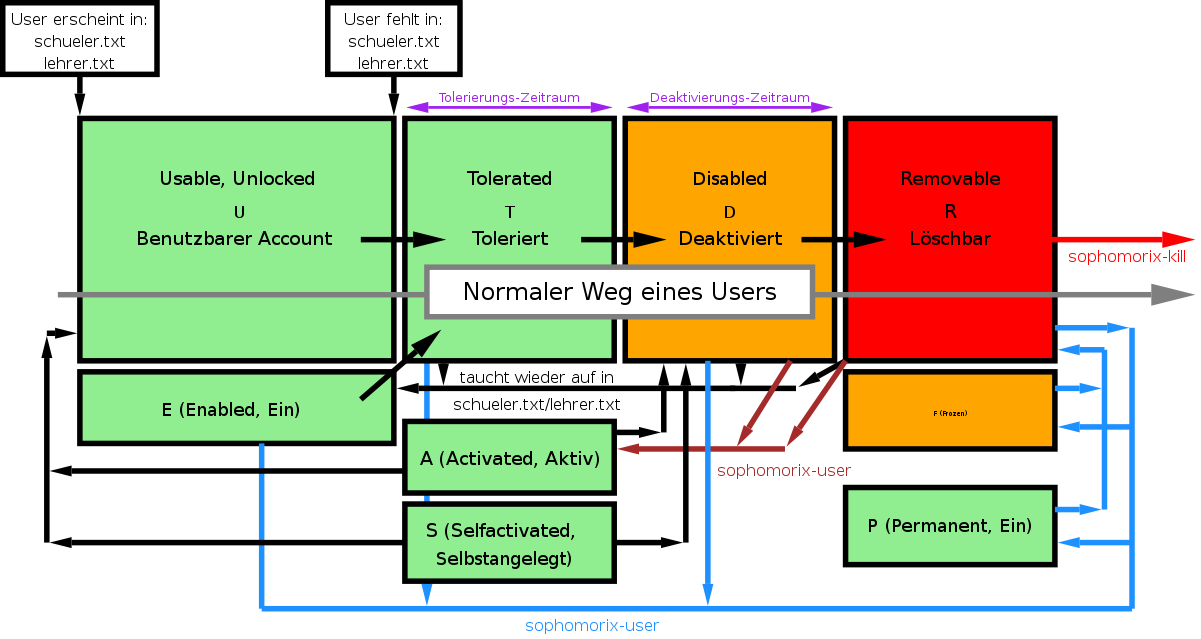 User erscheint in:
schueler.txt
lehrer.txt
User fehlt in:
schueler.txt
lehrer.txt
Tolerierungs-Zeitraum
Deaktivierungs-Zeitraum
Usable, Unlocked
U
Benutzbarer Account
Tolerated
T
Toleriert
Disabled
D
Deaktiviert
Removable
R
Löschbar
sophomorix-kill
Normaler Weg eines Users
taucht wieder auf in
schueler.txt/lehrer.txt
E (Enabled, Ein)
F (Frozen)
A (Activated, Aktiv)
sophomorix-user
S (Selfactivated,
Selbstangelegt)
P (Permanent, Ein)
sophomorix-user